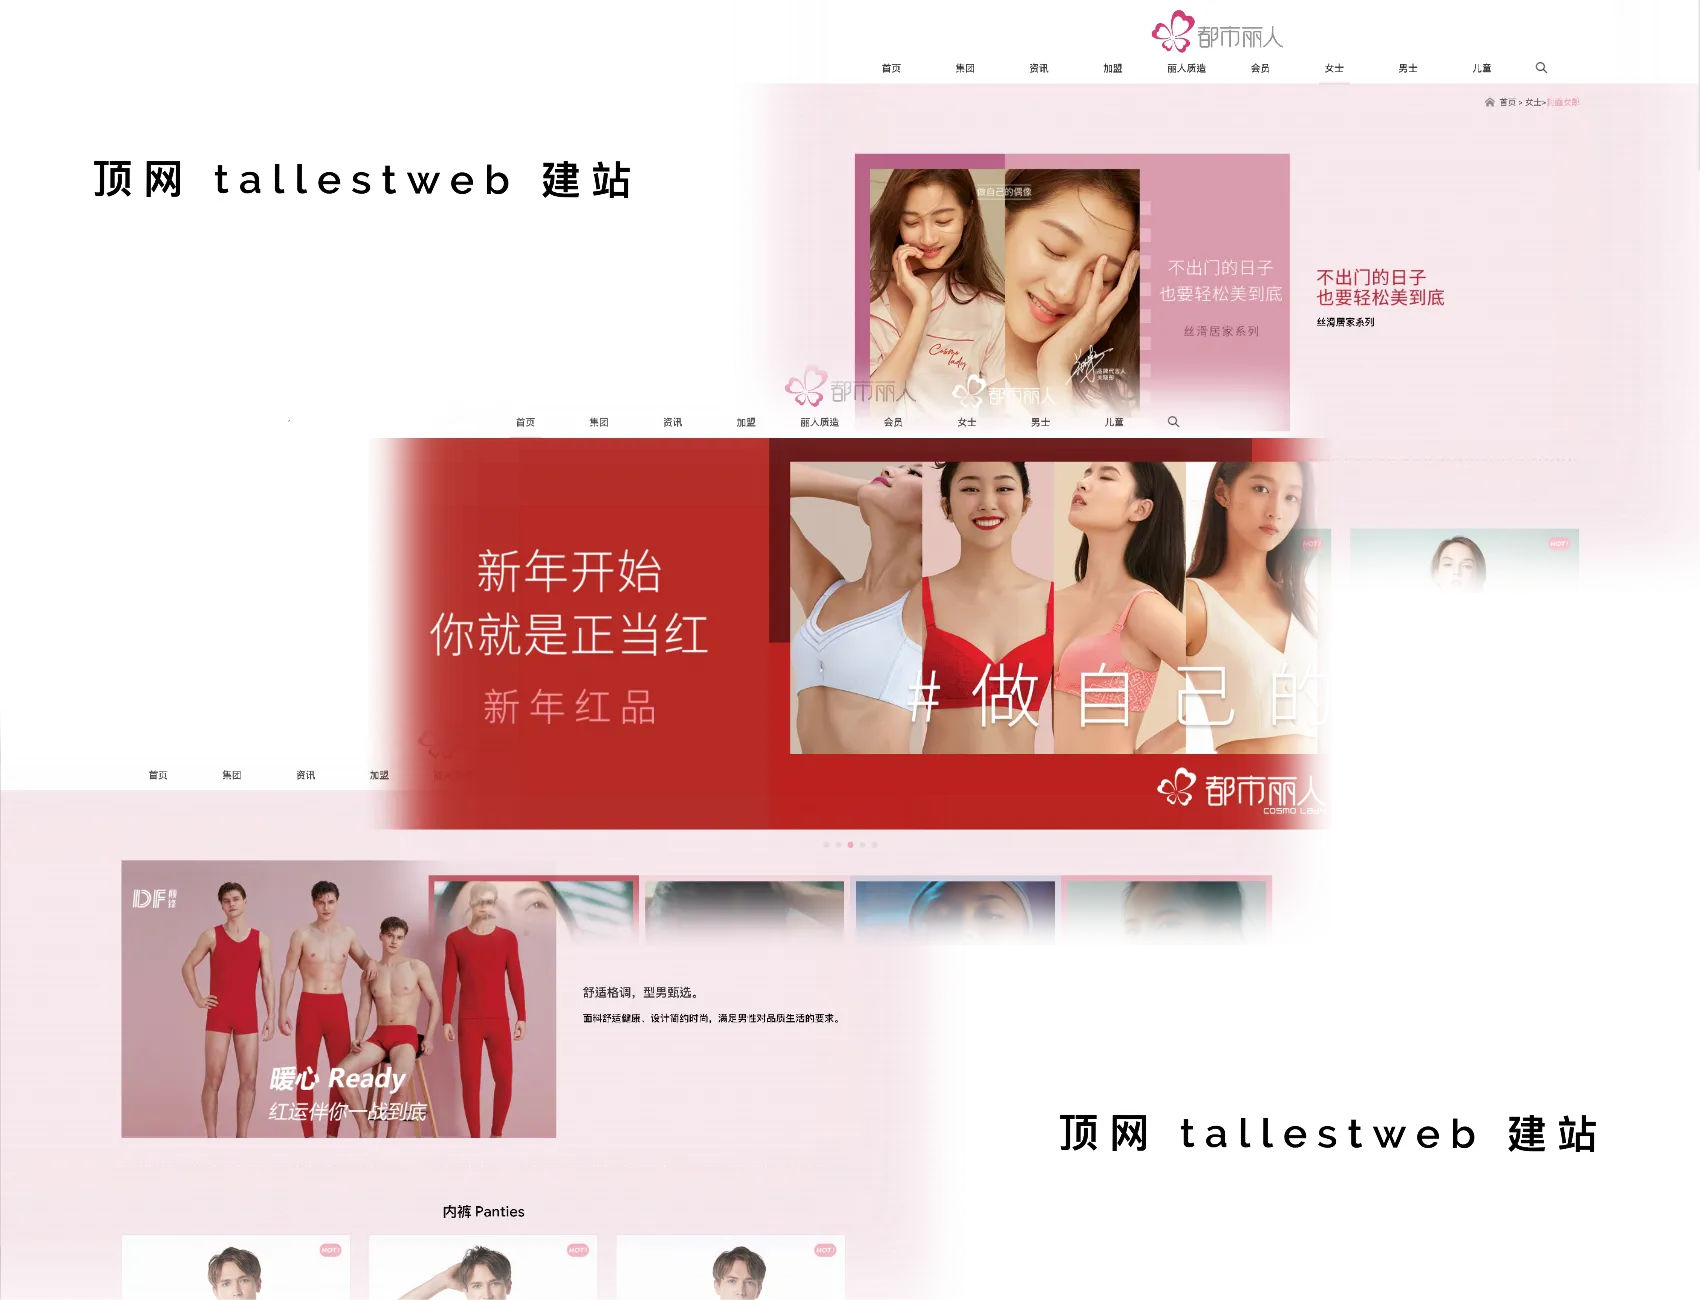 都市丽人
首页 集团 资讯 加盟 丽人质造 会员 女士 男士 儿童
首页 > 女士>
顶网 tallestweb 建站
做自己的偶像
不出门的日子
也要轻松美到底
丝滑居家系列
不出门的日子
也要轻松美到底
丝滑居家系列
Cosmo lady
品牌代言人
关晓彤
都市丽人
都市丽人
首页 集团 资讯 加盟 丽人质造 会员 女士 男士 儿童
HOT!
HOT!
新年开始
你就是正当红
新年红品
#做自己的
都市丽人
COSMO LADY
首页 集团 资讯 加盟
DF
舒适格调，型男甄选。
面料舒适健康、设计简约时尚，满足男性对品质生活的要求。
暖心 Ready
红运伴你一战到底
顶网 tallestweb 建站
内裤 Panties
HOT!
HOT!
HOT!